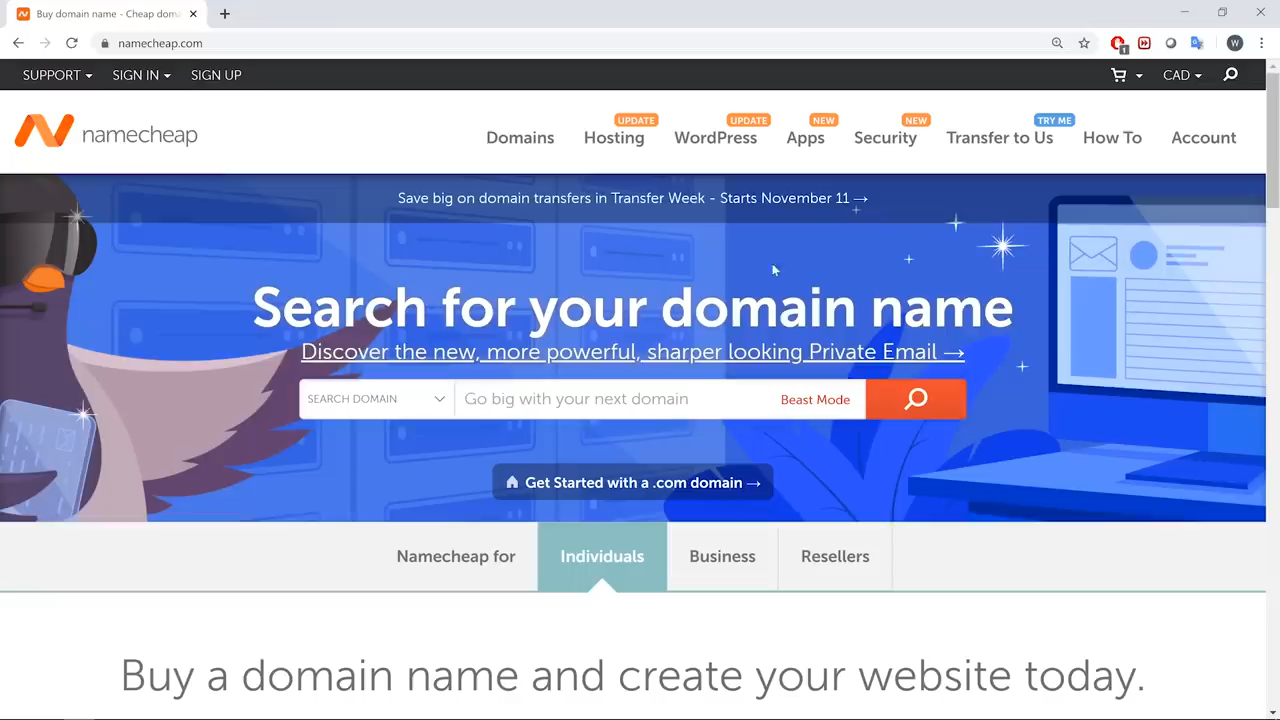 Buy domain name - Cheap doma
namecheap.com
1
W
SUPPORT
SIGN IN
SIGN UP
CAD
namecheap
Domains
Hosting
UPDATE
WordPress
UPDATE
Apps
NEW
Security
NEW
Transfer to Us
TRY ME
How To
Account
Save big on domain transfers in Transfer Week - Starts November 11 →
Search for your domain name
Discover the new, more powerful, sharper looking Private Email →
SEARCH DOMAIN
Go big with your next domain
Beast Mode
Get Started with a .com domain →
Namecheap for
Individuals
Business
Resellers
Buy a domain name and create your website today.